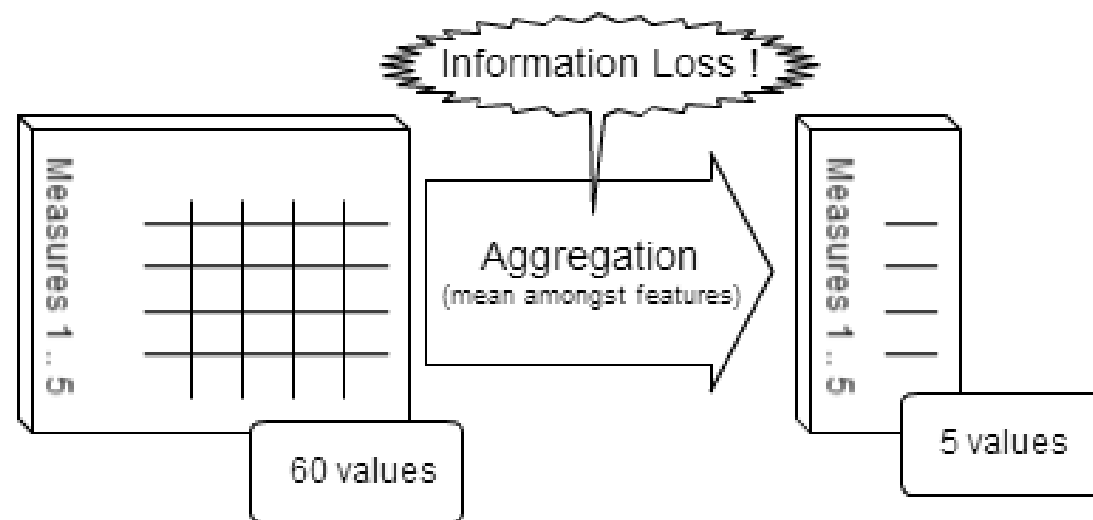 Information Loss !
Measures 1 .. 5
Aggregation
(mean amongst features)
Measures 1 .. 5
60 values
5 values